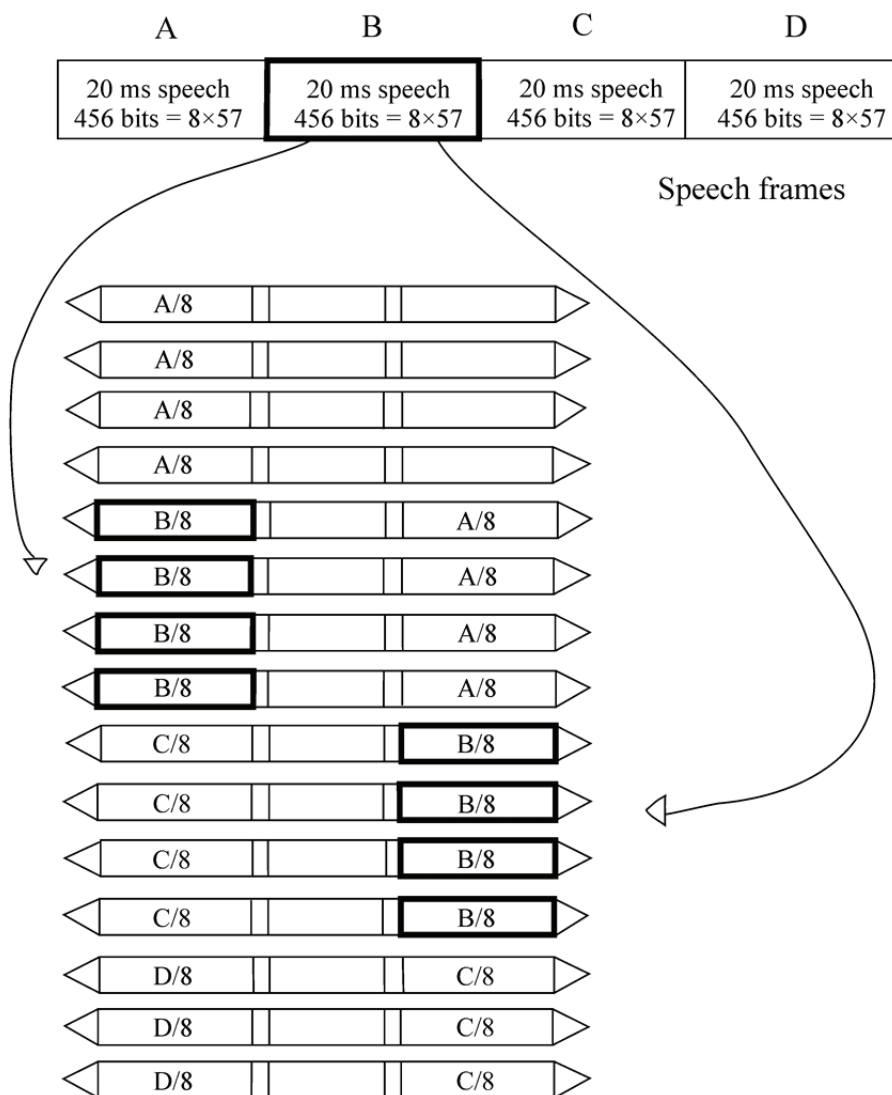 A B C D
20 ms speech 20 ms speech 20 ms speech 20 ms speech
456 bits = 8×57 456 bits = 8×57 456 bits = 8×57 456 bits = 8×57
Speech frames
A/8
A/8
A/8
A/8
B/8 A/8
B/8 A/8
B/8 A/8
B/8 A/8
C/8 B/8
C/8 B/8
C/8 B/8
C/8 B/8
D/8 C/8
D/8 C/8
D/8 C/8